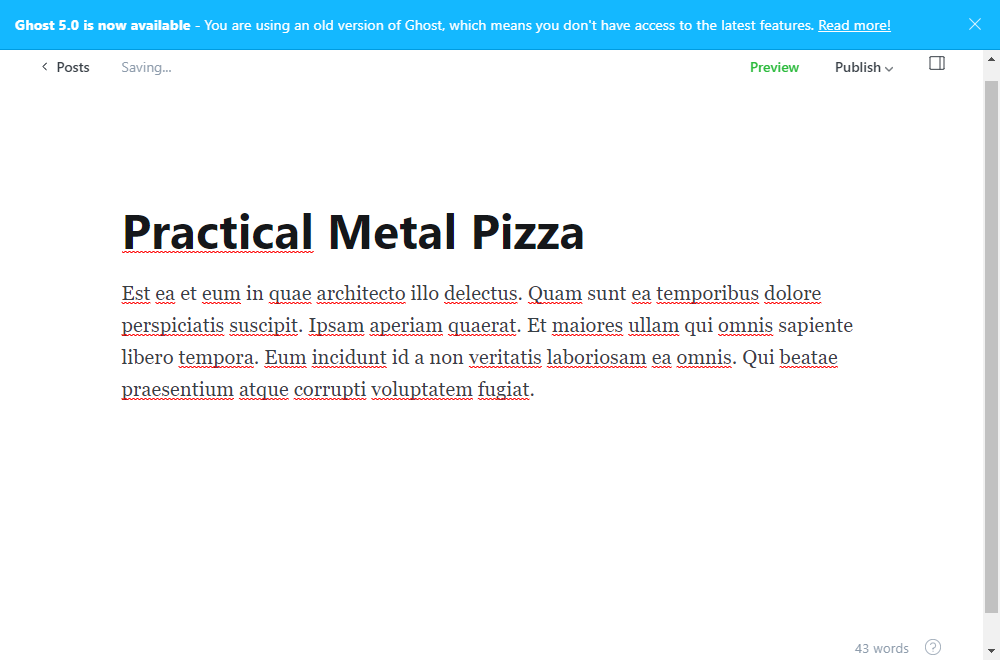 Ghost 5.0 is now available - You are using an old version of Ghost, which means you don't have access to the latest features. Read more!
Posts Saving... Preview Publish
Practical Metal Pizza
Est ea et eum in quae architecto illo delectus. Quam sunt ea temporibus dolore
perspiciatis suscipit. Ipsam aperiam quaerat. Et maiores ullam qui omnis sapiente
libero tempora. Eum incidunt id a non veritatis laboriosam ea omnis. Qui beatae
praesentium atque corrupti voluptatem fugiat.
43 words ?